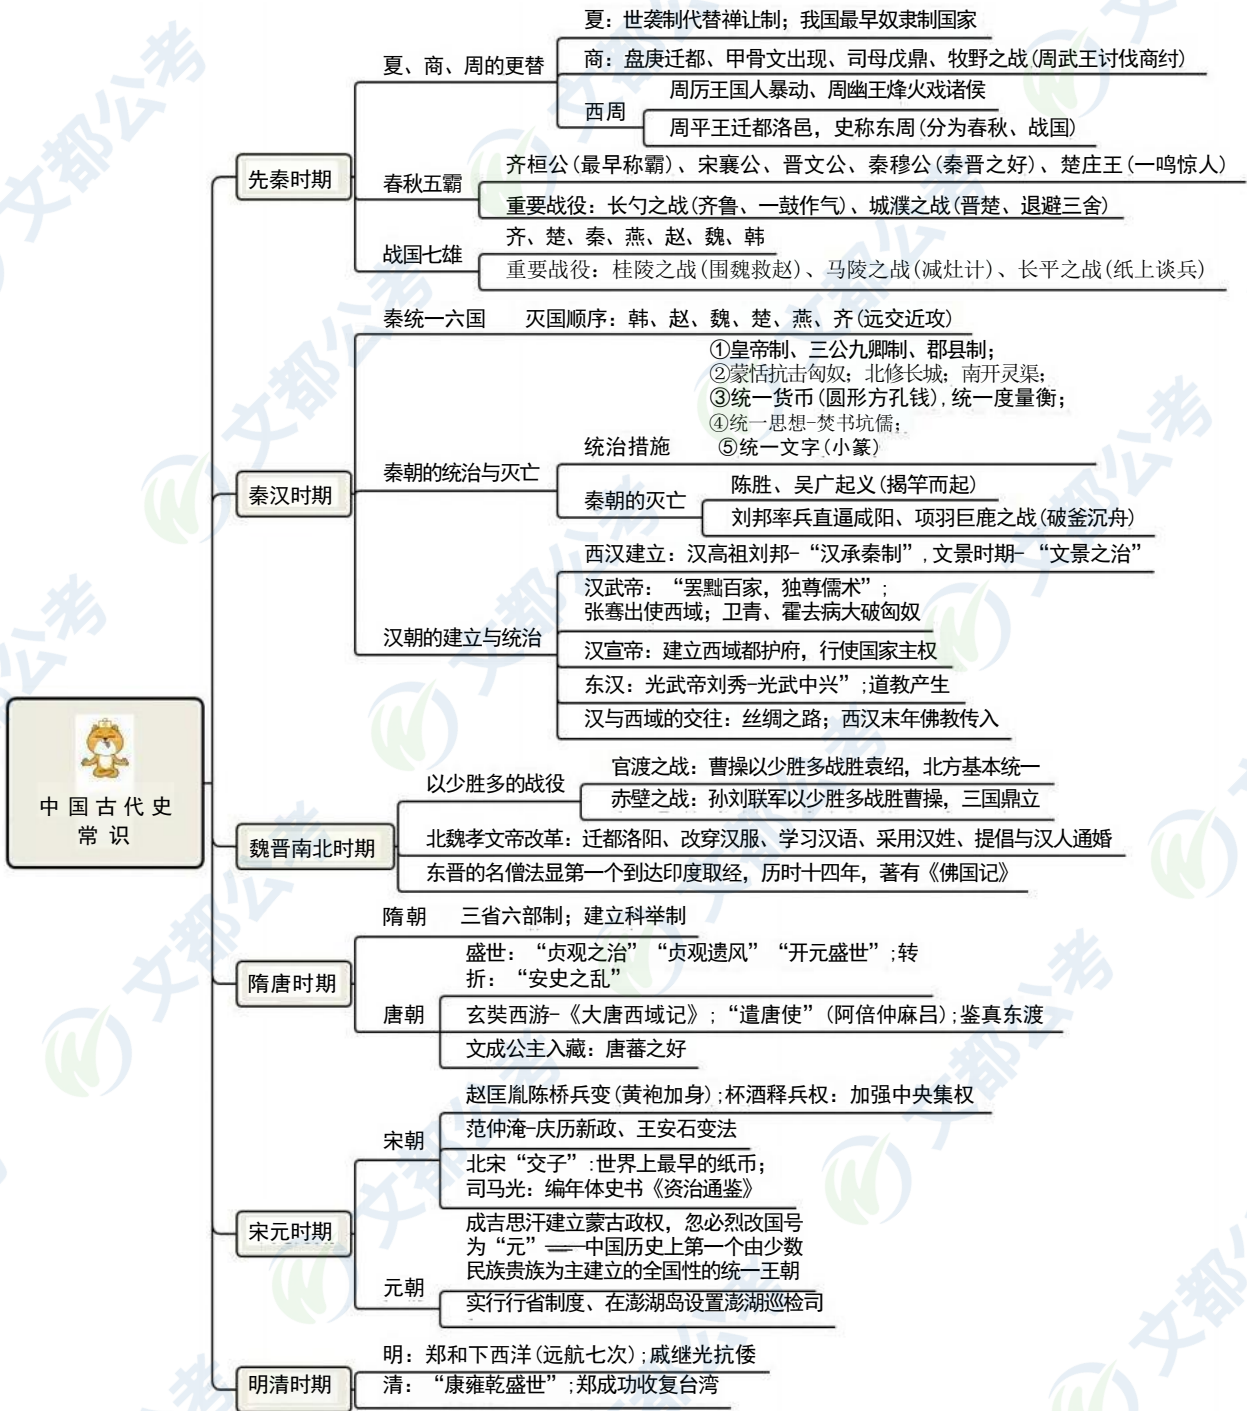 中国古代史
常识
先秦时期
夏、商、周的更替
夏：世袭制代替禅让制；我国最早奴隶制国家
商：盘庚迁都、甲骨文出现、司母戊鼎、牧野之战(周武王讨伐商纣)
西周
周厉王国人暴动、周幽王烽火戏诸侯
周平王迁都洛邑，史称东周(分为春秋、战国)
春秋五霸
齐桓公(最早称霸)、宋襄公、晋文公、秦穆公(秦晋之好)、楚庄王(一鸣惊人)
重要战役：长勺之战(齐鲁、一鼓作气)、城濮之战(晋楚、退避三舍)
战国七雄
齐、楚、秦、燕、赵、魏、韩
重要战役：桂陵之战(围魏救赵)、马陵之战(减灶计)、长平之战(纸上谈兵)
秦汉时期
秦统一六国
灭国顺序：韩、赵、魏、楚、燕、齐(远交近攻)
秦朝的统治与灭亡
统治措施
①皇帝制、三公九卿制、郡县制；
②蒙恬抗击匈奴；北修长城；南开灵渠；
③统一货币(圆形方孔钱),统一度量衡；
④统一思想-焚书坑儒；
⑤统一文字(小篆)
秦朝的灭亡
陈胜、吴广起义(揭竿而起)
刘邦率兵直逼咸阳、项羽巨鹿之战(破釜沉舟)
汉朝的建立与统治
西汉建立：汉高祖刘邦-“汉承秦制”,文景时期-“文景之治”
汉武帝：“罢黜百家，独尊儒术”;
张骞出使西域；卫青、霍去病大破匈奴
汉宣帝：建立西域都护府，行使国家主权
东汉：光武帝刘秀-光武中兴”;道教产生
汉与西域的交往：丝绸之路；西汉末年佛教传入
魏晋南北时期
以少胜多的战役
官渡之战：曹操以少胜多战胜袁绍，北方基本统一
赤壁之战：孙刘联军以少胜多战胜曹操，三国鼎立
北魏孝文帝改革：迁都洛阳、改穿汉服、学习汉语、采用汉姓、提倡与汉人通婚
东晋的名僧法显第一个到达印度取经，历时十四年，著有《佛国记》
隋唐时期
隋朝
三省六部制；建立科举制
唐朝
盛世：“贞观之治”“贞观遗风”“开元盛世”;转
折：“安史之乱”
玄奘西游-《大唐西域记》;“遣唐使”(阿倍仲麻吕);鉴真东渡
文成公主入藏：唐蕃之好
宋元时期
宋朝
赵匡胤陈桥兵变(黄袍加身);杯酒释兵权：加强中央集权
范仲淹-庆历新政、王安石变法
北宋“交子”:世界上最早的纸币；
司马光：编年体史书《资治通鉴》
元朝
成吉思汗建立蒙古政权，忽必烈改国号
为“元”——中国历史上第一个由少数
民族贵族为主建立的全国性的统一王朝
实行行省制度、在澎湖岛设置澎湖巡检司
明清时期
明：郑和下西洋(远航七次);戚继光抗倭
清：“康雍乾盛世”;郑成功收复台湾
文都公考